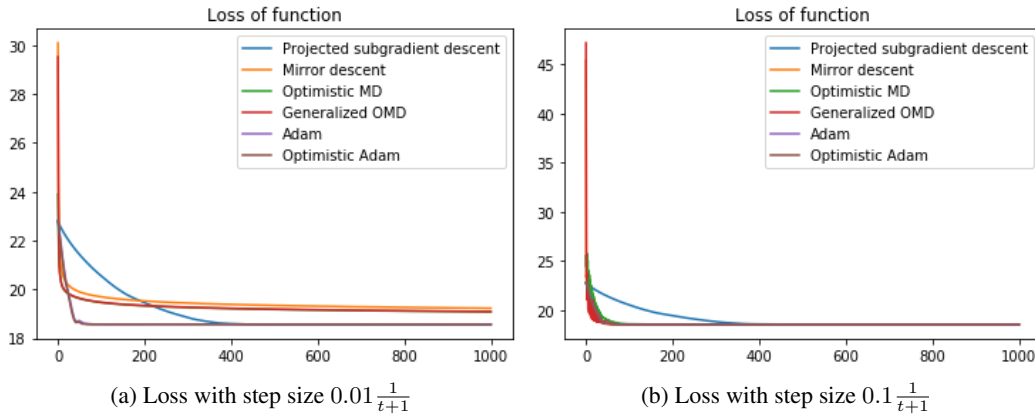 Loss of function
30
28
26
24
22
20
18
0
200
400
600
800
1000
Projected subgradient descent
Mirror descent
Optimistic MD
Generalized OMD
Adam
Optimistic Adam
(a) Loss with step size 0.01 1/(t+1)
Loss of function
45
40
35
30
25
20
0
200
400
600
800
1000
Projected subgradient descent
Mirror descent
Optimistic MD
Generalized OMD
Adam
Optimistic Adam
(b) Loss with step size 0.1 1/(t+1)